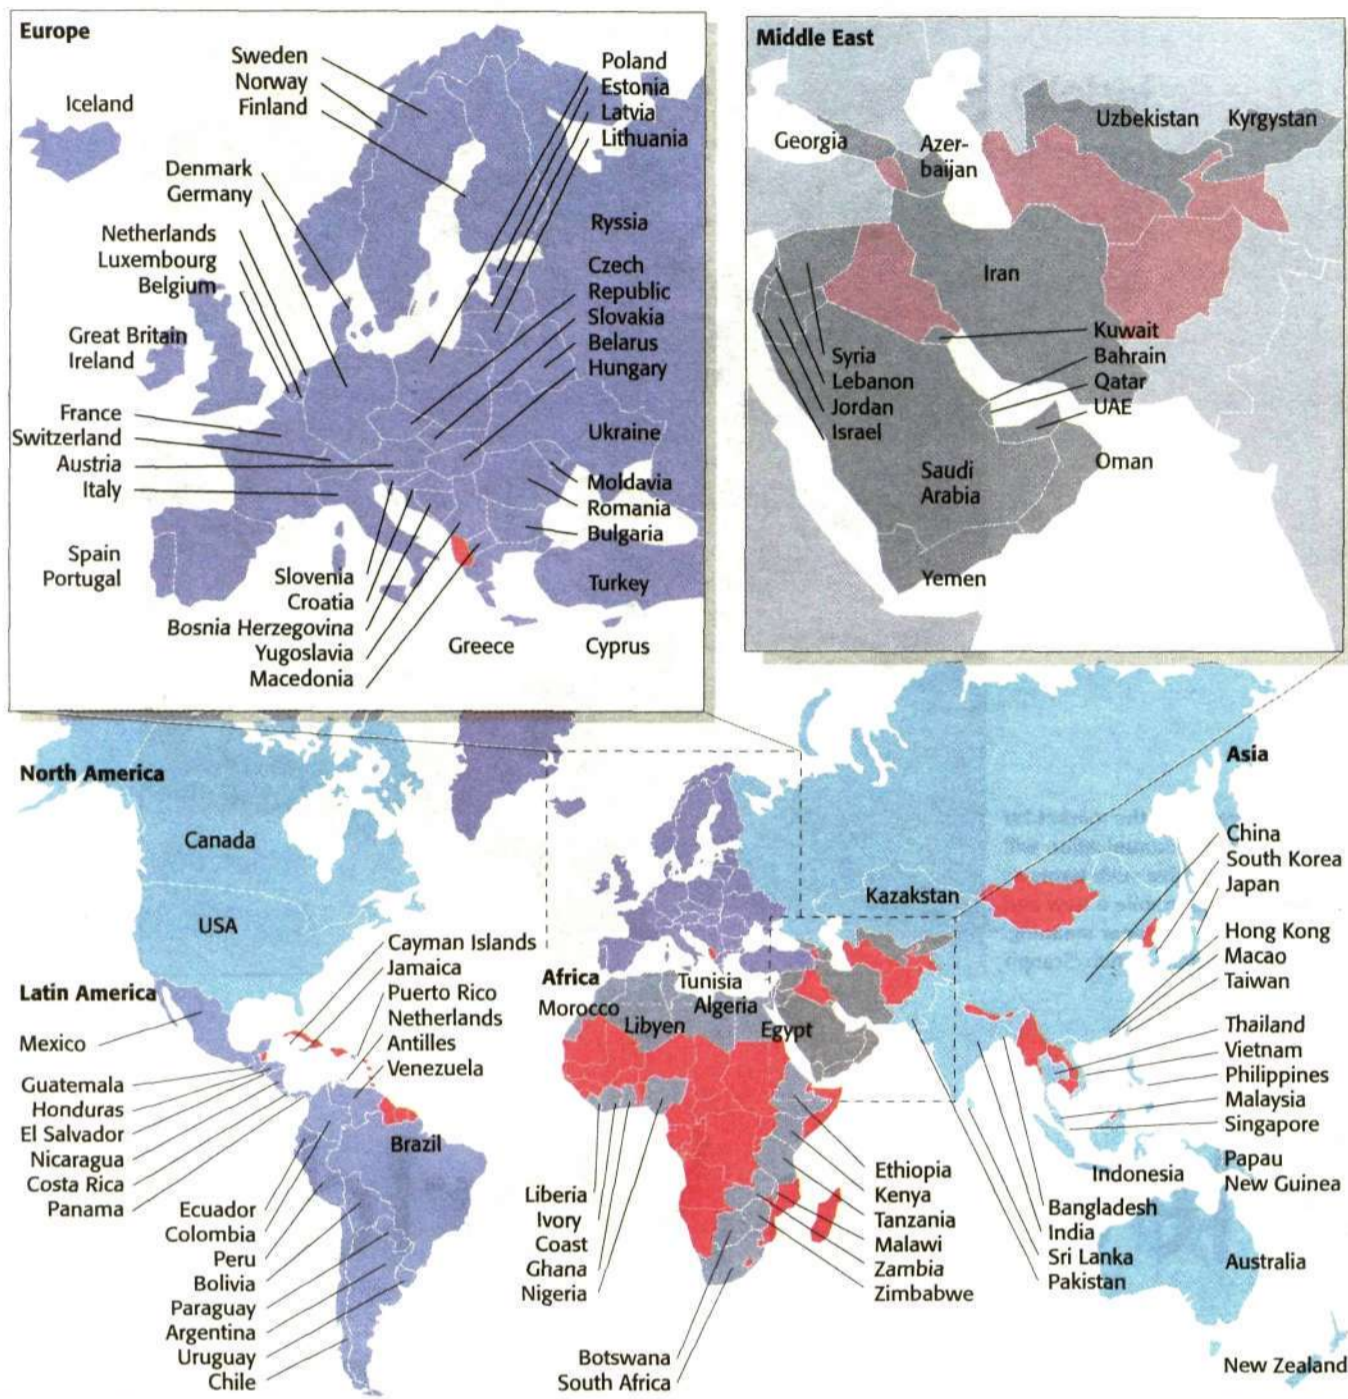 Europe
Iceland
Sweden
Norway
Finland
Poland
Estonia
Latvia
Lithuania
Denmark
Germany
Netherlands
Luxembourg
Belgium
Ryssia
Czech
Republic
Slovakia
Belarus
Hungary
Great Britain
Ireland
France
Switzerland
Austria
Italy
Ukraine
Moldavia
Romania
Bulgaria
Spain
Portugal
Slovenia
Croatia
Bosnia Herzegovina
Yugoslavia
Macedonia
Greece
Turkey
Cyprus
Middle East
Georgia
Azer-
baijan
Uzbekistan
Kyrgystan
Iran
Syria
Lebanon
Jordan
Israel
Kuwait
Bahrain
Qatar
UAE
Saudi
Arabia
Oman
Yemen
North America
Canada
USA
Latin America
Mexico
Cayman Islands
Jamaica
Puerto Rico
Netherlands
Antilles
Venezuela
Guatemala
Honduras
El Salvador
Nicaragua
Costa Rica
Panama
Brazil
Ecuador
Colombia
Peru
Bolivia
Paraguay
Argentina
Uruguay
Chile
Africa
Morocco
Tunisia
Algeria
Libyen
Egypt
Liberia
Ivory
Coast
Ghana
Nigeria
Ethiopia
Kenya
Tanzania
Malawi
Zambia
Zimbabwe
Botswana
South Africa
Asia
Kazakstan
China
South Korea
Japan
Hong Kong
Macao
Taiwan
Thailand
Vietnam
Philippines
Malaysia
Singapore
Indonesia
Papau
New Guinea
Bangladesh
India
Sri Lanka
Pakistan
Australia
New Zealand